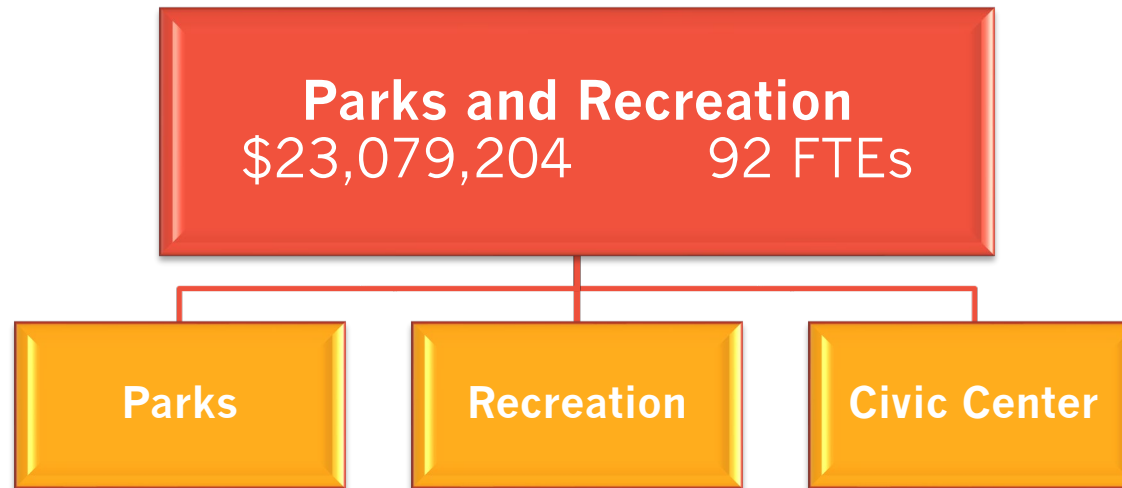 Parks and Recreation
$23,079,204 92 FTEs
Parks
Recreation
Civic Center